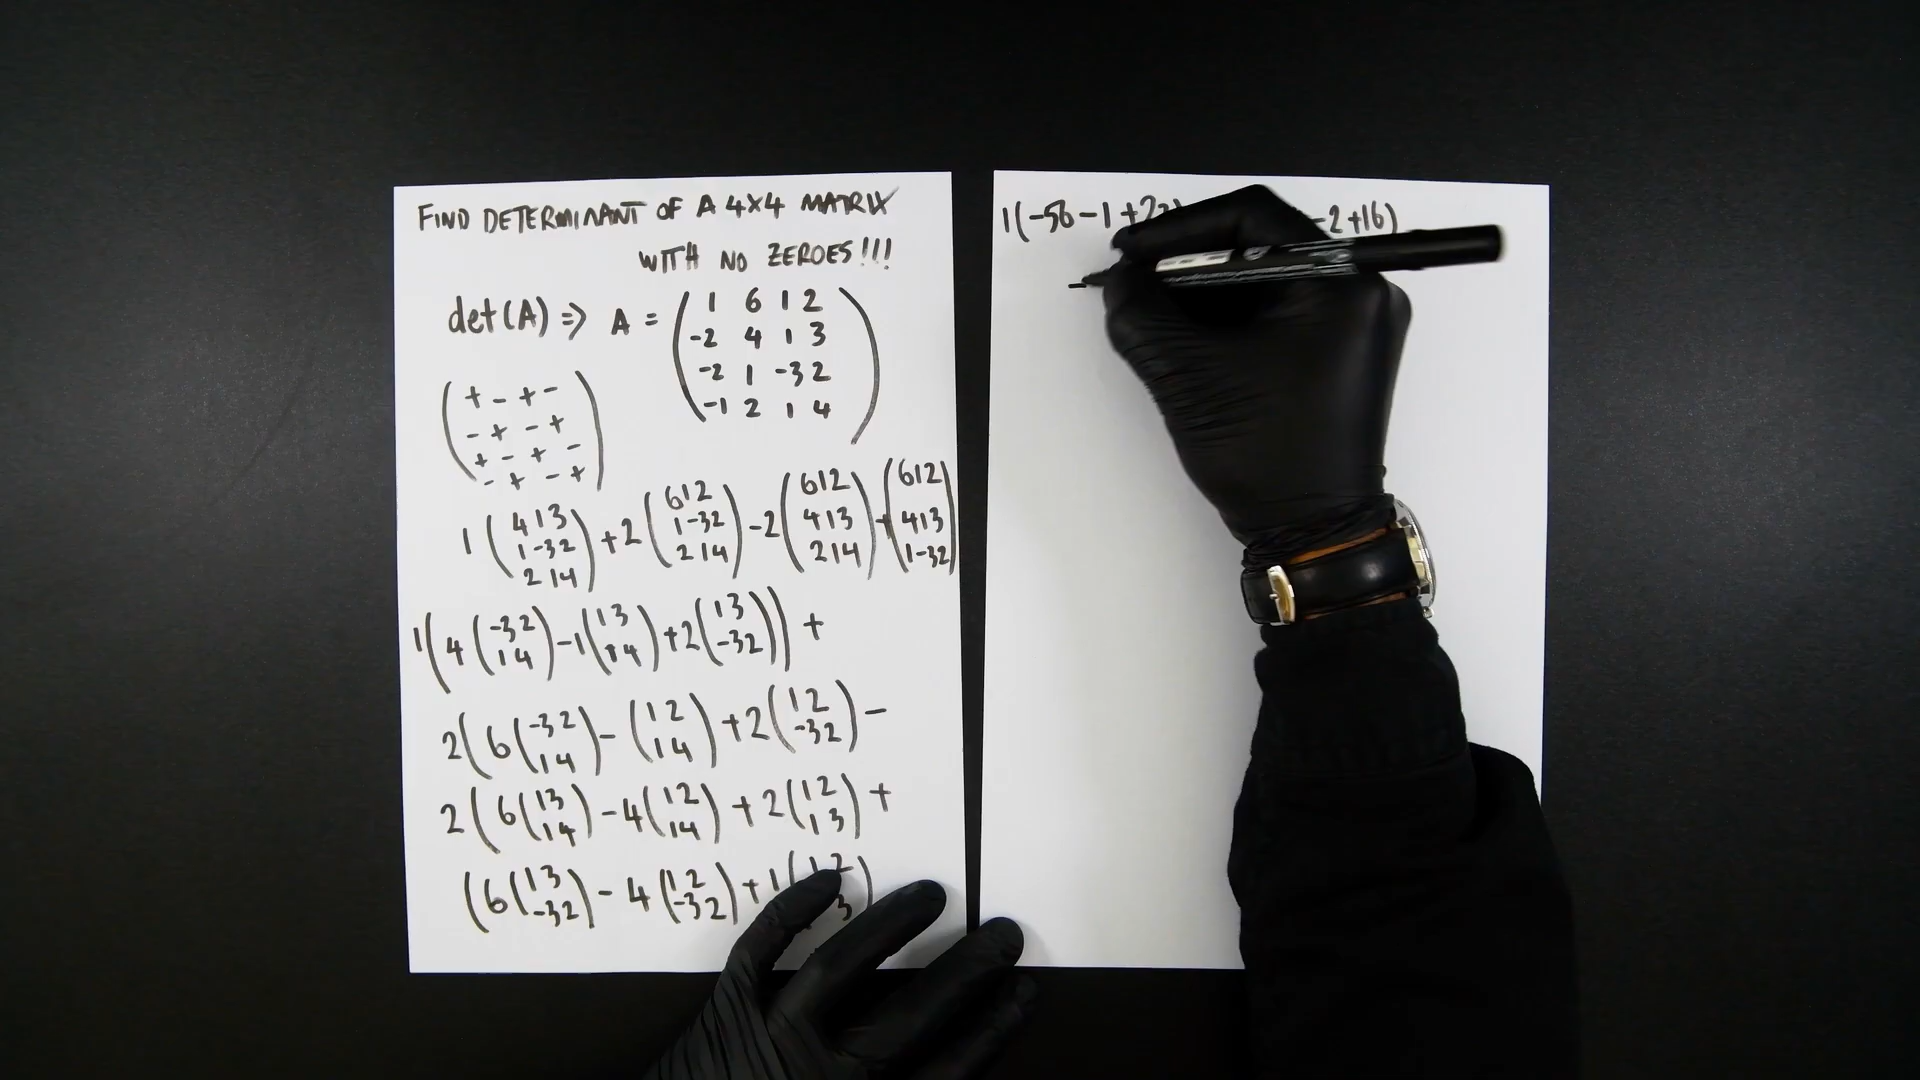 FIND DETERMINANT OF A 4X4 MATRIX
WITH NO ZEROES!!!
det(A) => A = ( 1 6 1 2
-2 4 1 3
-2 1 -3 2
-1 2 1 4 )
( + - + -
- + - +
+ - + -
- + - + )
1 ( 4 1 3 ) + 2 ( 6 1 2 ) - 2 ( 6 1 2 ) + ( 6 1 2 )
1 -3 2 1 -3 2 4 1 3 4 1 3
2 1 4 2 1 4 2 1 4 1 -3 2
1 ( 4 ( -3 2 ) - 1 ( 1 3 ) + 2 ( 1 3 ) ) +
1 4 1 4 -3 2
2 ( 6 ( -3 2 ) - ( 1 2 ) + 2 ( 1 2 ) -
1 4 1 4 -3 2
2 ( 6 ( 1 3 ) - 4 ( 1 2 ) + 2 ( 1 2 ) +
1 4 1 4 1 3
( 6 ( 1 3 ) - 4 ( 1 2 ) + 1 ( 1 2 )
-3 2 -3 2 3
1(-56 - 1 + 22) - 2 + 16)
-